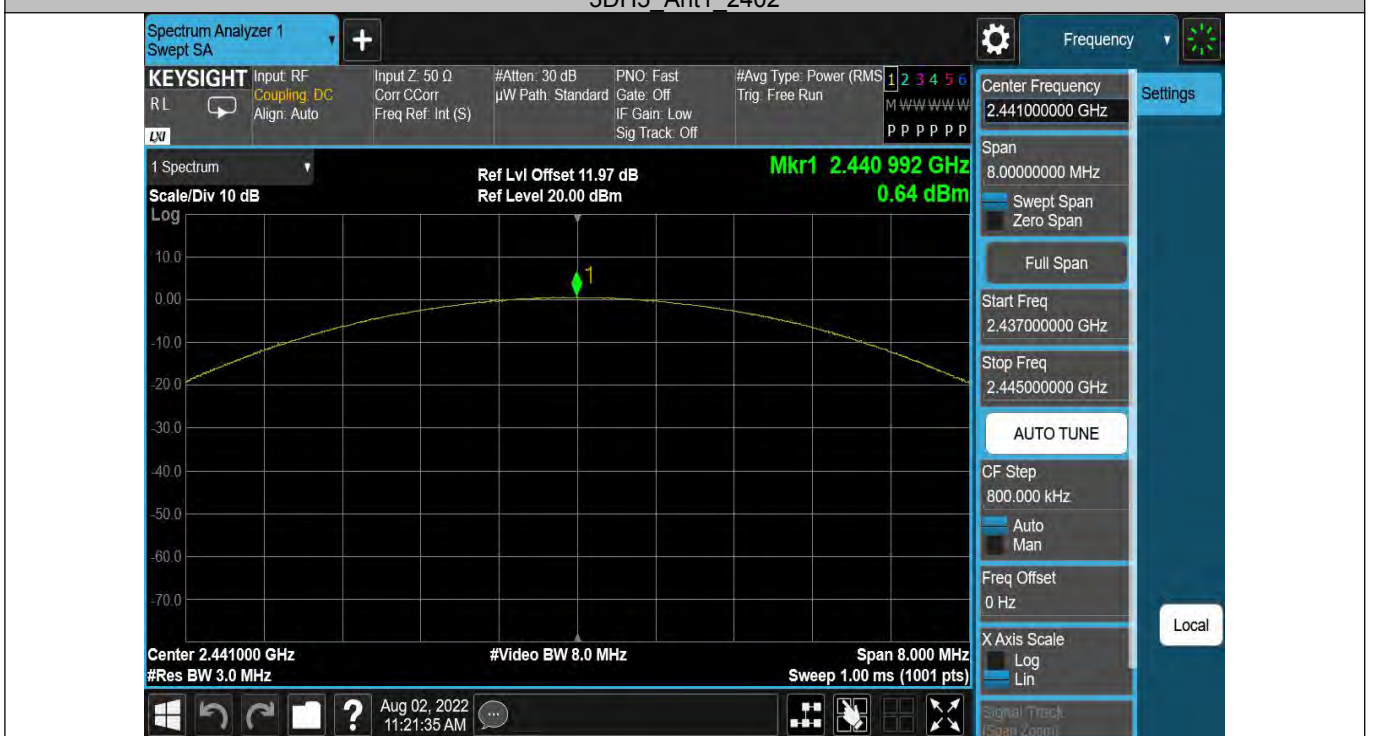 3DH5_Ant1_2402
Spectrum Analyzer 1
Swept SA
Frequency
KEYSIGHT
RL
LXI
Input: RF
Coupling: DC
Align: Auto
Input Z: 50 Ω
Corr CCorr
Freq Ref: Int (S)
#Atten: 30 dB
µW Path: Standard
PNO: Fast
Gate: Off
IF Gain: Low
Sig Track: Off
#Avg Type: Power (RMS
Trig: Free Run
1 2 3 4 5 6
M W W W W W
P P P P P P
1 Spectrum
Scale/Div 10 dB
Log
Ref Lvl Offset 11.97 dB
Ref Level 20.00 dBm
Mkr1 2.440 992 GHz
0.64 dBm
1
10.0
0.00
-10.0
-20.0
-30.0
-40.0
-50.0
-60.0
-70.0
Center 2.441000 GHz
#Res BW 3.0 MHz
#Video BW 8.0 MHz
Span 8.000 MHz
Sweep 1.00 ms (1001 pts)
Aug 02, 2022
11:21:35 AM
Center Frequency
2.441000000 GHz
Settings
Span
8.00000000 MHz
Swept Span
Zero Span
Full Span
Start Freq
2.437000000 GHz
Stop Freq
2.445000000 GHz
AUTO TUNE
CF Step
800.000 kHz
Auto
Man
Freq Offset
0 Hz
X Axis Scale
Log
Lin
Local
Signal Track
(Span Zoom)